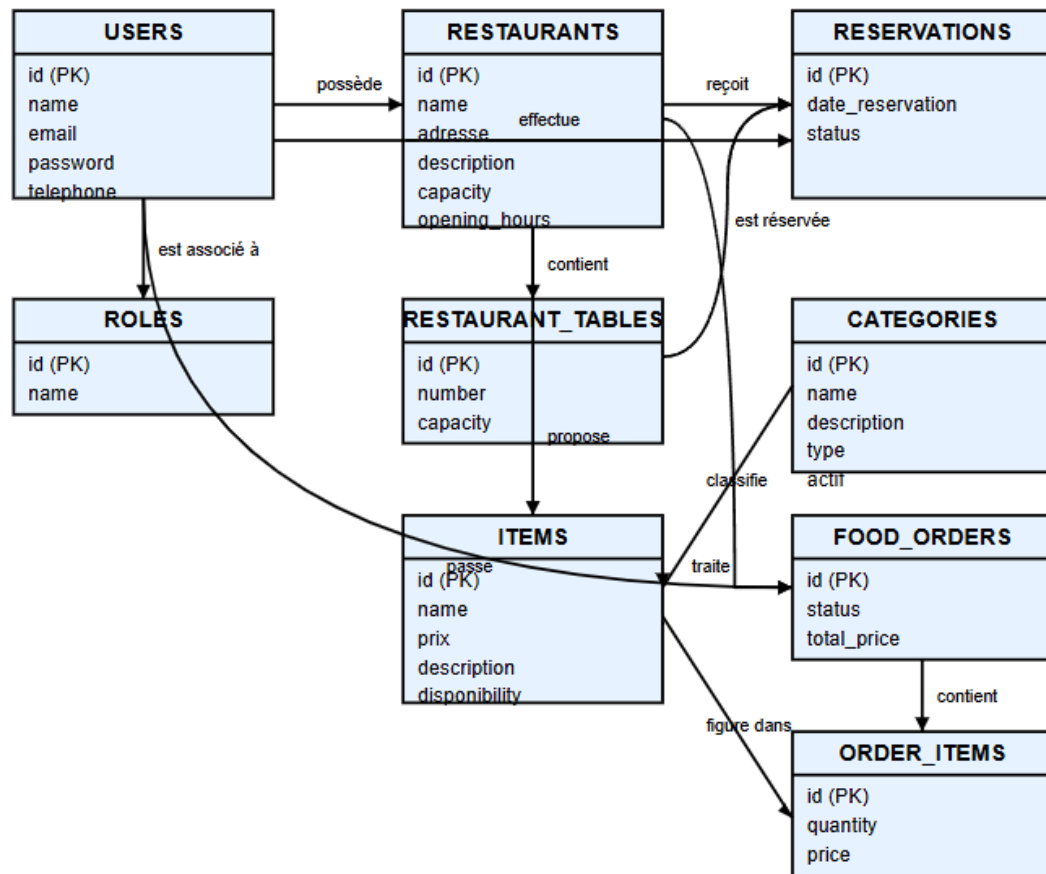 USERS
id (PK)
name
email
password
telephone
possède
RESTAURANTS
id (PK)
name
adresse
description
capacity
opening_hours
reçoit
effectue
RESERVATIONS
id (PK)
date_reservation
status
est associé à
contient
est réservée
ROLES
id (PK)
name
RESTAURANT_TABLES
id (PK)
number
capacity
propose
CATEGORIES
id (PK)
name
description
type
actif
classifie
ITEMS
id (PK)
name
prix
description
disponibility
passe
traite
FOOD_ORDERS
id (PK)
status
total_price
contient
figure dans
ORDER_ITEMS
id (PK)
quantity
price